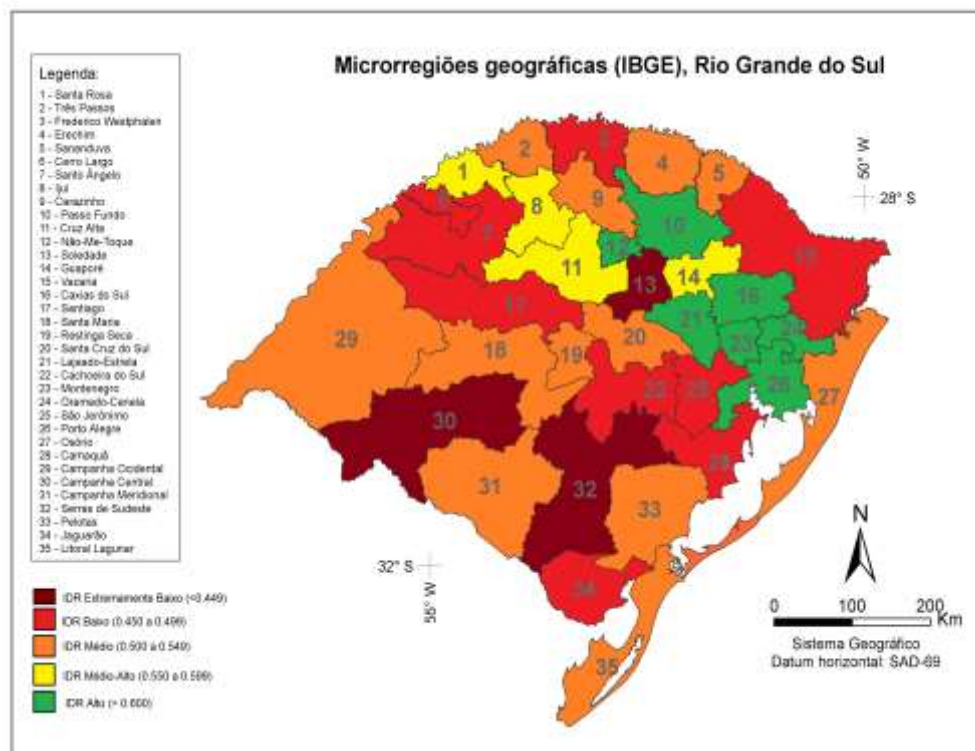 Microrregiões geográficas (IBGE), Rio Grande do Sul
Legenda:
1 - Santa Rosa
2 - Três Passos
3 - Frederico Westphalen
4 - Erechim
5 - Sananduva
6 - Cerro Largo
7 - Santo Ângelo
8 - Ijuí
9 - Carazinho
10 - Passo Fundo
11 - Cruz Alta
12 - Não-Me-Toque
13 - Soledade
14 - Guaporé
15 - Vacaria
16 - Caxias do Sul
17 - Santiago
18 - Santa Maria
19 - Restinga Seca
20 - Santa Cruz do Sul
21 - Lajeado-Estrela
22 - Cachoeira do Sul
23 - Montenegro
24 - Gramado-Canela
25 - São Jerônimo
26 - Porto Alegre
27 - Osório
28 - Camaquã
29 - Campanha Ocidental
30 - Campanha Central
31 - Campanha Meridional
32 - Serras de Sudeste
33 - Pelotas
34 - Jaguarão
35 - Litoral Lagunar
IDR Extremamente Baixo (<0.449)
IDR Baixo (0.450 a 0.499)
IDR Médio (0.500 a 0.549)
IDR Médio-Alto (0.550 a 0.599)
IDR Alto (> 0.600)
50° W
28° S
1
2
3
4
5
6
7
8
9
10
11
12
13
14
16
17
18
19
20
21
23
24
26
27
29
30
31
32
33
34
35
32° S
55° W
N
0 100 200 Km
Sistema Geográfico
Datum horizontal: SAD-69